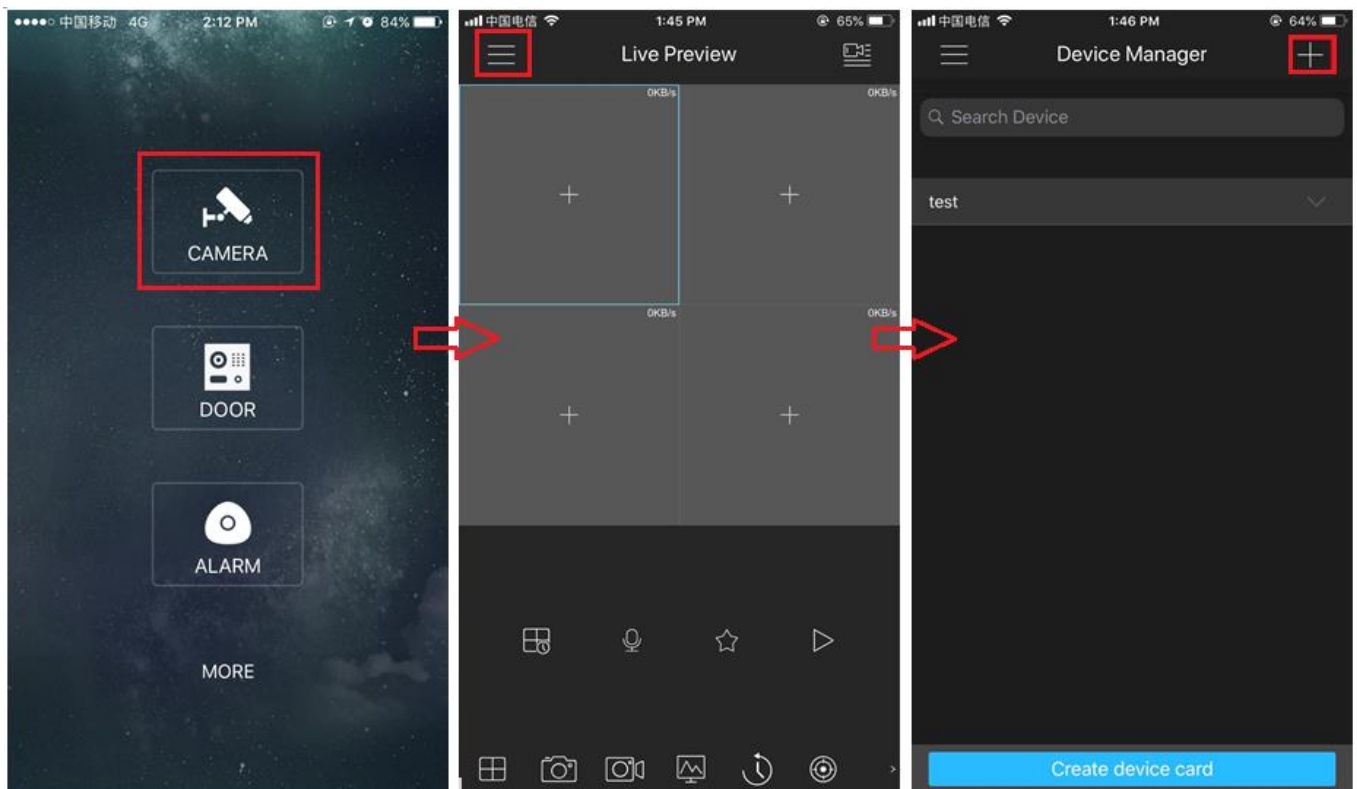 中国移动 4G 2:12 PM 84%
CAMERA
DOOR
ALARM
MORE
中国电信 1:45 PM 65%
Live Preview
0KB/s 0KB/s
0KB/s 0KB/s
中国电信 1:46 PM 64%
Device Manager
Search Device
test
Create device card